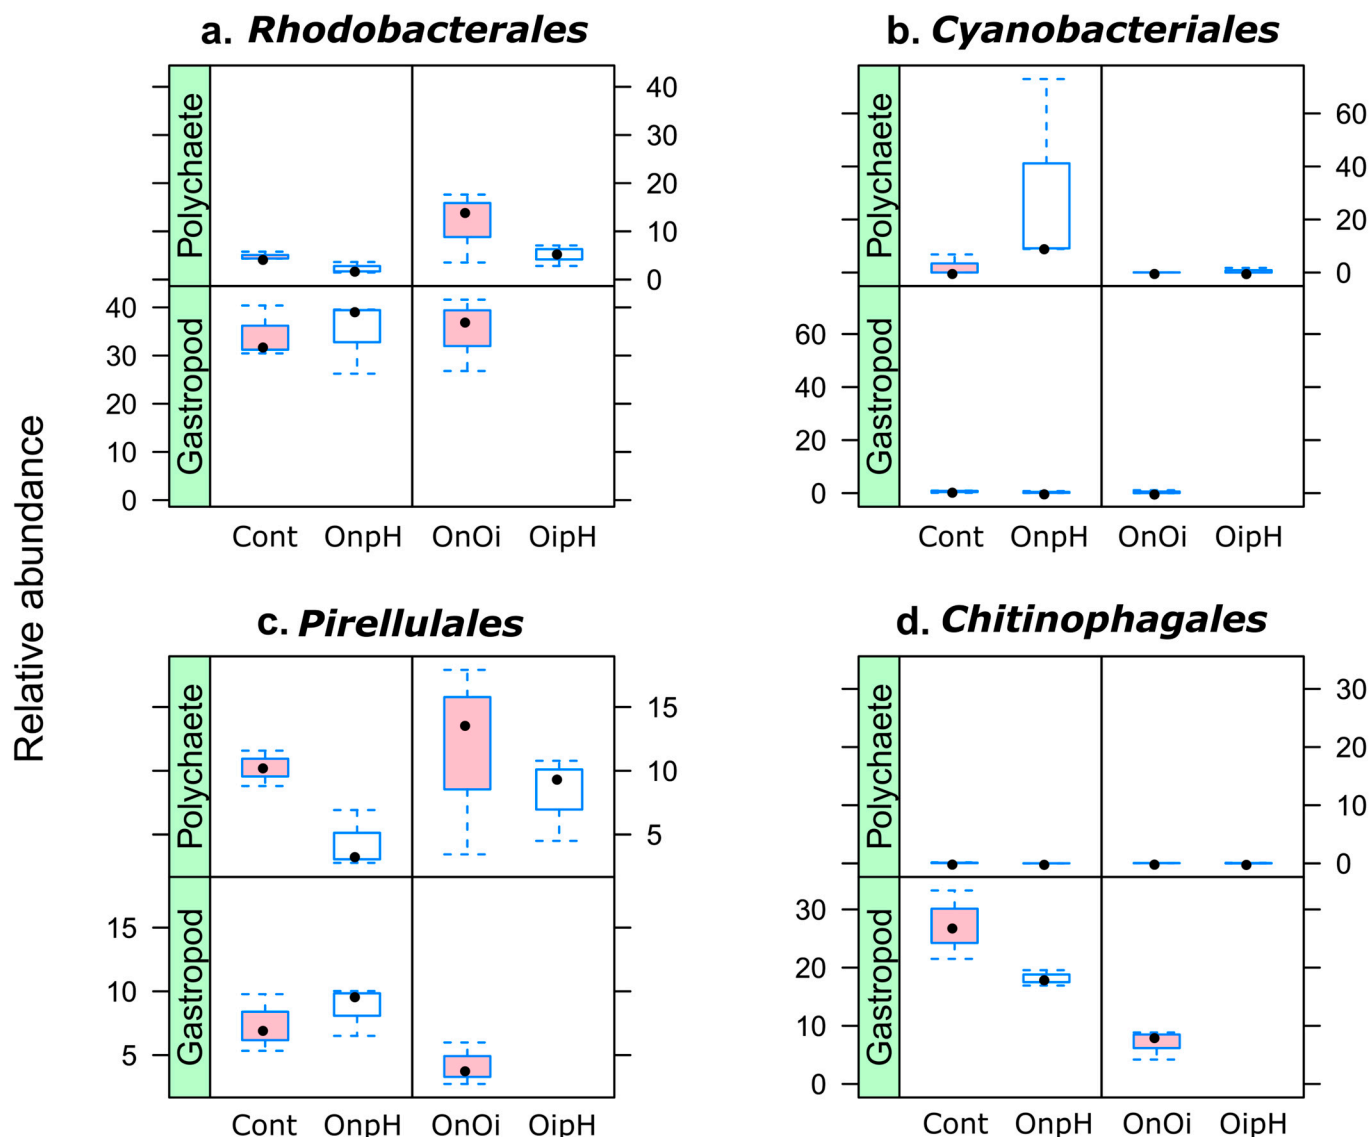 a. Rhodobacterales
b. Cyanobacteriales
Polychaete
40
30
20
10
0
Gastropod
40
30
20
10
0
Cont OnpH OnOi OipH
Polychaete
60
40
20
0
Gastropod
60
40
20
0
Cont OnpH OnOi OipH
Relative abundance
c. Pirellulales
d. Chitinophagales
Polychaete
15
10
5
Gastropod
15
10
5
Cont OnpH OnOi OipH
Polychaete
30
20
10
0
Gastropod
30
20
10
0
Cont OnpH OnOi OipH